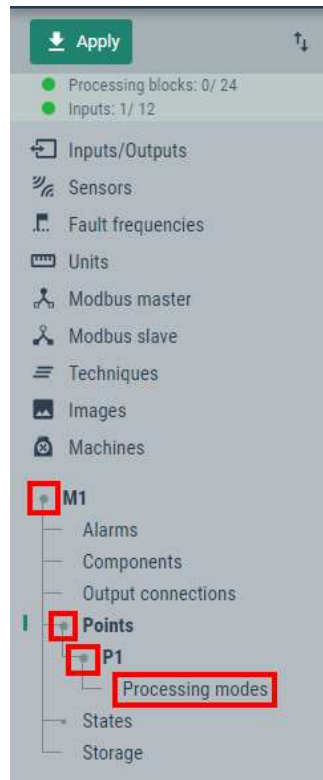 Apply
Processing blocks: 0/ 24
Inputs: 1/ 12
Inputs/Outputs
Sensors
Fault frequencies
Units
Modbus master
Modbus slave
Techniques
Images
Machines
M1
Alarms
Components
Output connections
Points
P1
Processing modes
States
Storage